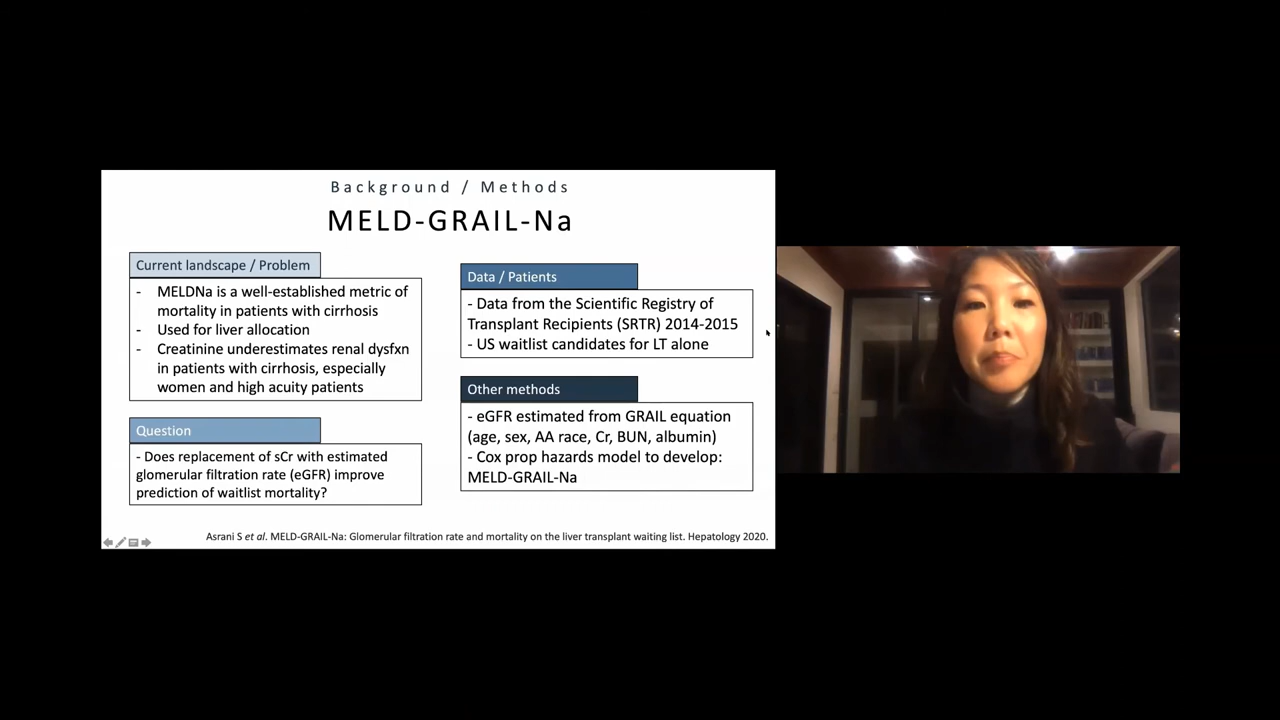 Background / Methods
MELD-GRAIL-Na
Current landscape / Problem
- MELDNa is a well-established metric of
mortality in patients with cirrhosis
- Used for liver allocation
- Creatinine underestimates renal dysfxn
in patients with cirrhosis, especially
women and high acuity patients
Question
- Does replacement of sCr with estimated
glomerular filtration rate (eGFR) improve
prediction of waitlist mortality?
Data / Patients
- Data from the Scientific Registry of
Transplant Recipients (SRTR) 2014-2015
- US waitlist candidates for LT alone
Other methods
- eGFR estimated from GRAIL equation
(age, sex, AA race, Cr, BUN, albumin)
- Cox prop hazards model to develop:
MELD-GRAIL-Na
Asrani S et al. MELD-GRAIL-Na: Glomerular filtration rate and mortality on the liver transplant waiting list. Hepatology 2020.